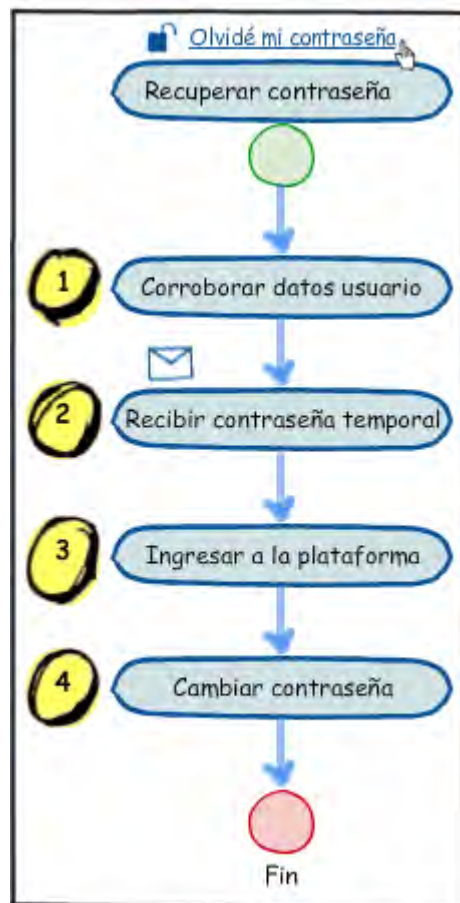 Olvidé mi contraseña
Recuperar contraseña
1
Corroborar datos usuario
2
Recibir contraseña temporal
3
Ingresar a la plataforma
4
Cambiar contraseña
Fin